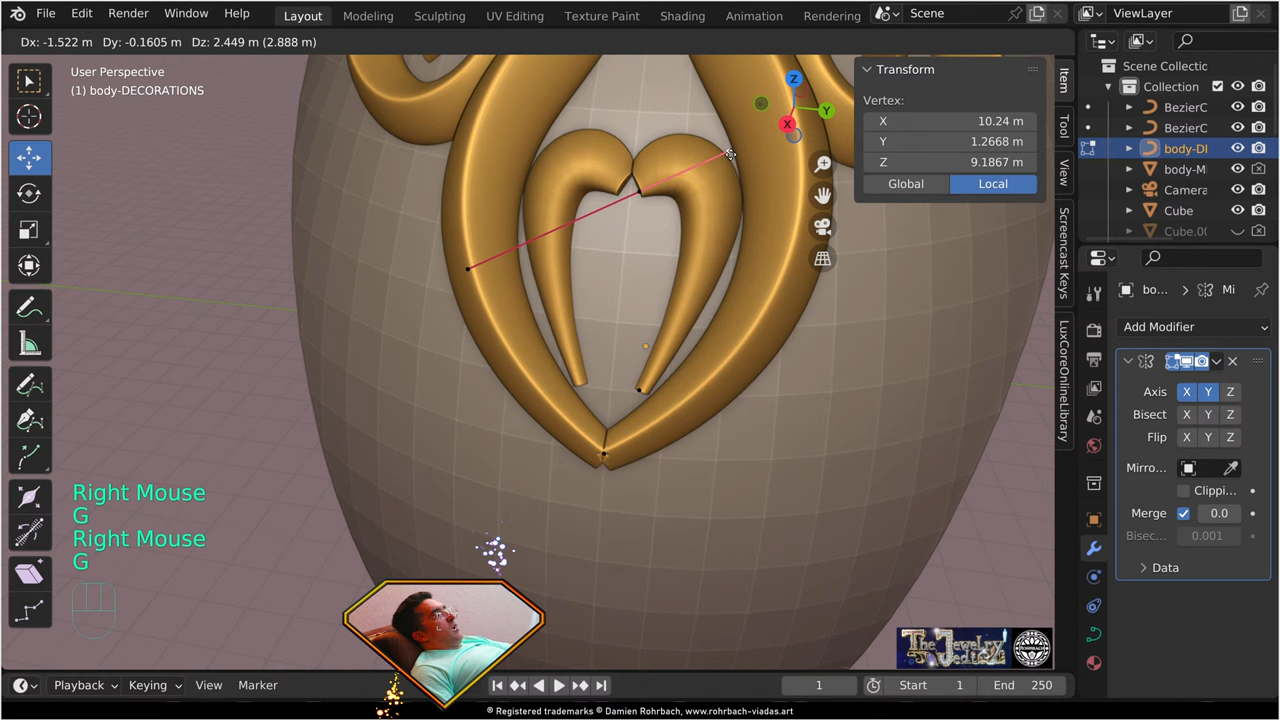 File Edit Render Window Help Layout Modeling Sculpting UV Editing Texture Paint Shading Animation Rendering Scene ViewLayer
Dx: -1.522 m Dy: -0.1605 m Dz: 2.449 m (2.888 m)
User Perspective
(1) body-DECORATIONS
Transform
Vertex:
X 10.24 m
Y 1.2668 m
Z 9.1867 m
Global Local
Z
Y
X
Item
Tool
View
Screencast Keys
LuxCoreOnlineLibrary
Scene Collectic
Collection
BezierC
BezierC
body-DI
body-M
Camera
Cube
Cube.0(
bo... Mi
Add Modifier
Axis X Y Z
Bisect X Y Z
Flip X Y Z
Mirro...
Clippi...
Merge 0.0
Bisec... 0.001
Data
Right Mouse
G
Right Mouse
G
The Jewelry Jedi
ROHRBACH
Playback Keying View Marker 1 Start 1 End 250
® Registered trademarks © Damien Rohrbach, www.rohrbach-viadas.art